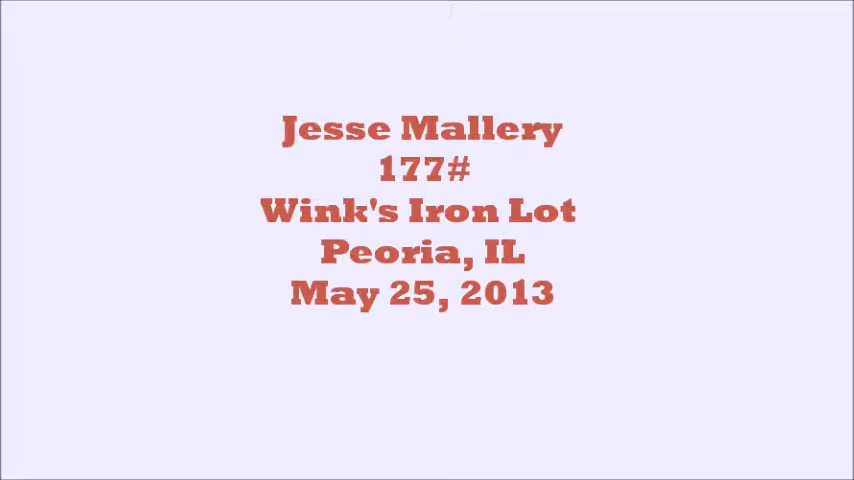 Jesse Mallery
177#
Wink's Iron Lot
Peoria, IL
May 25, 2013